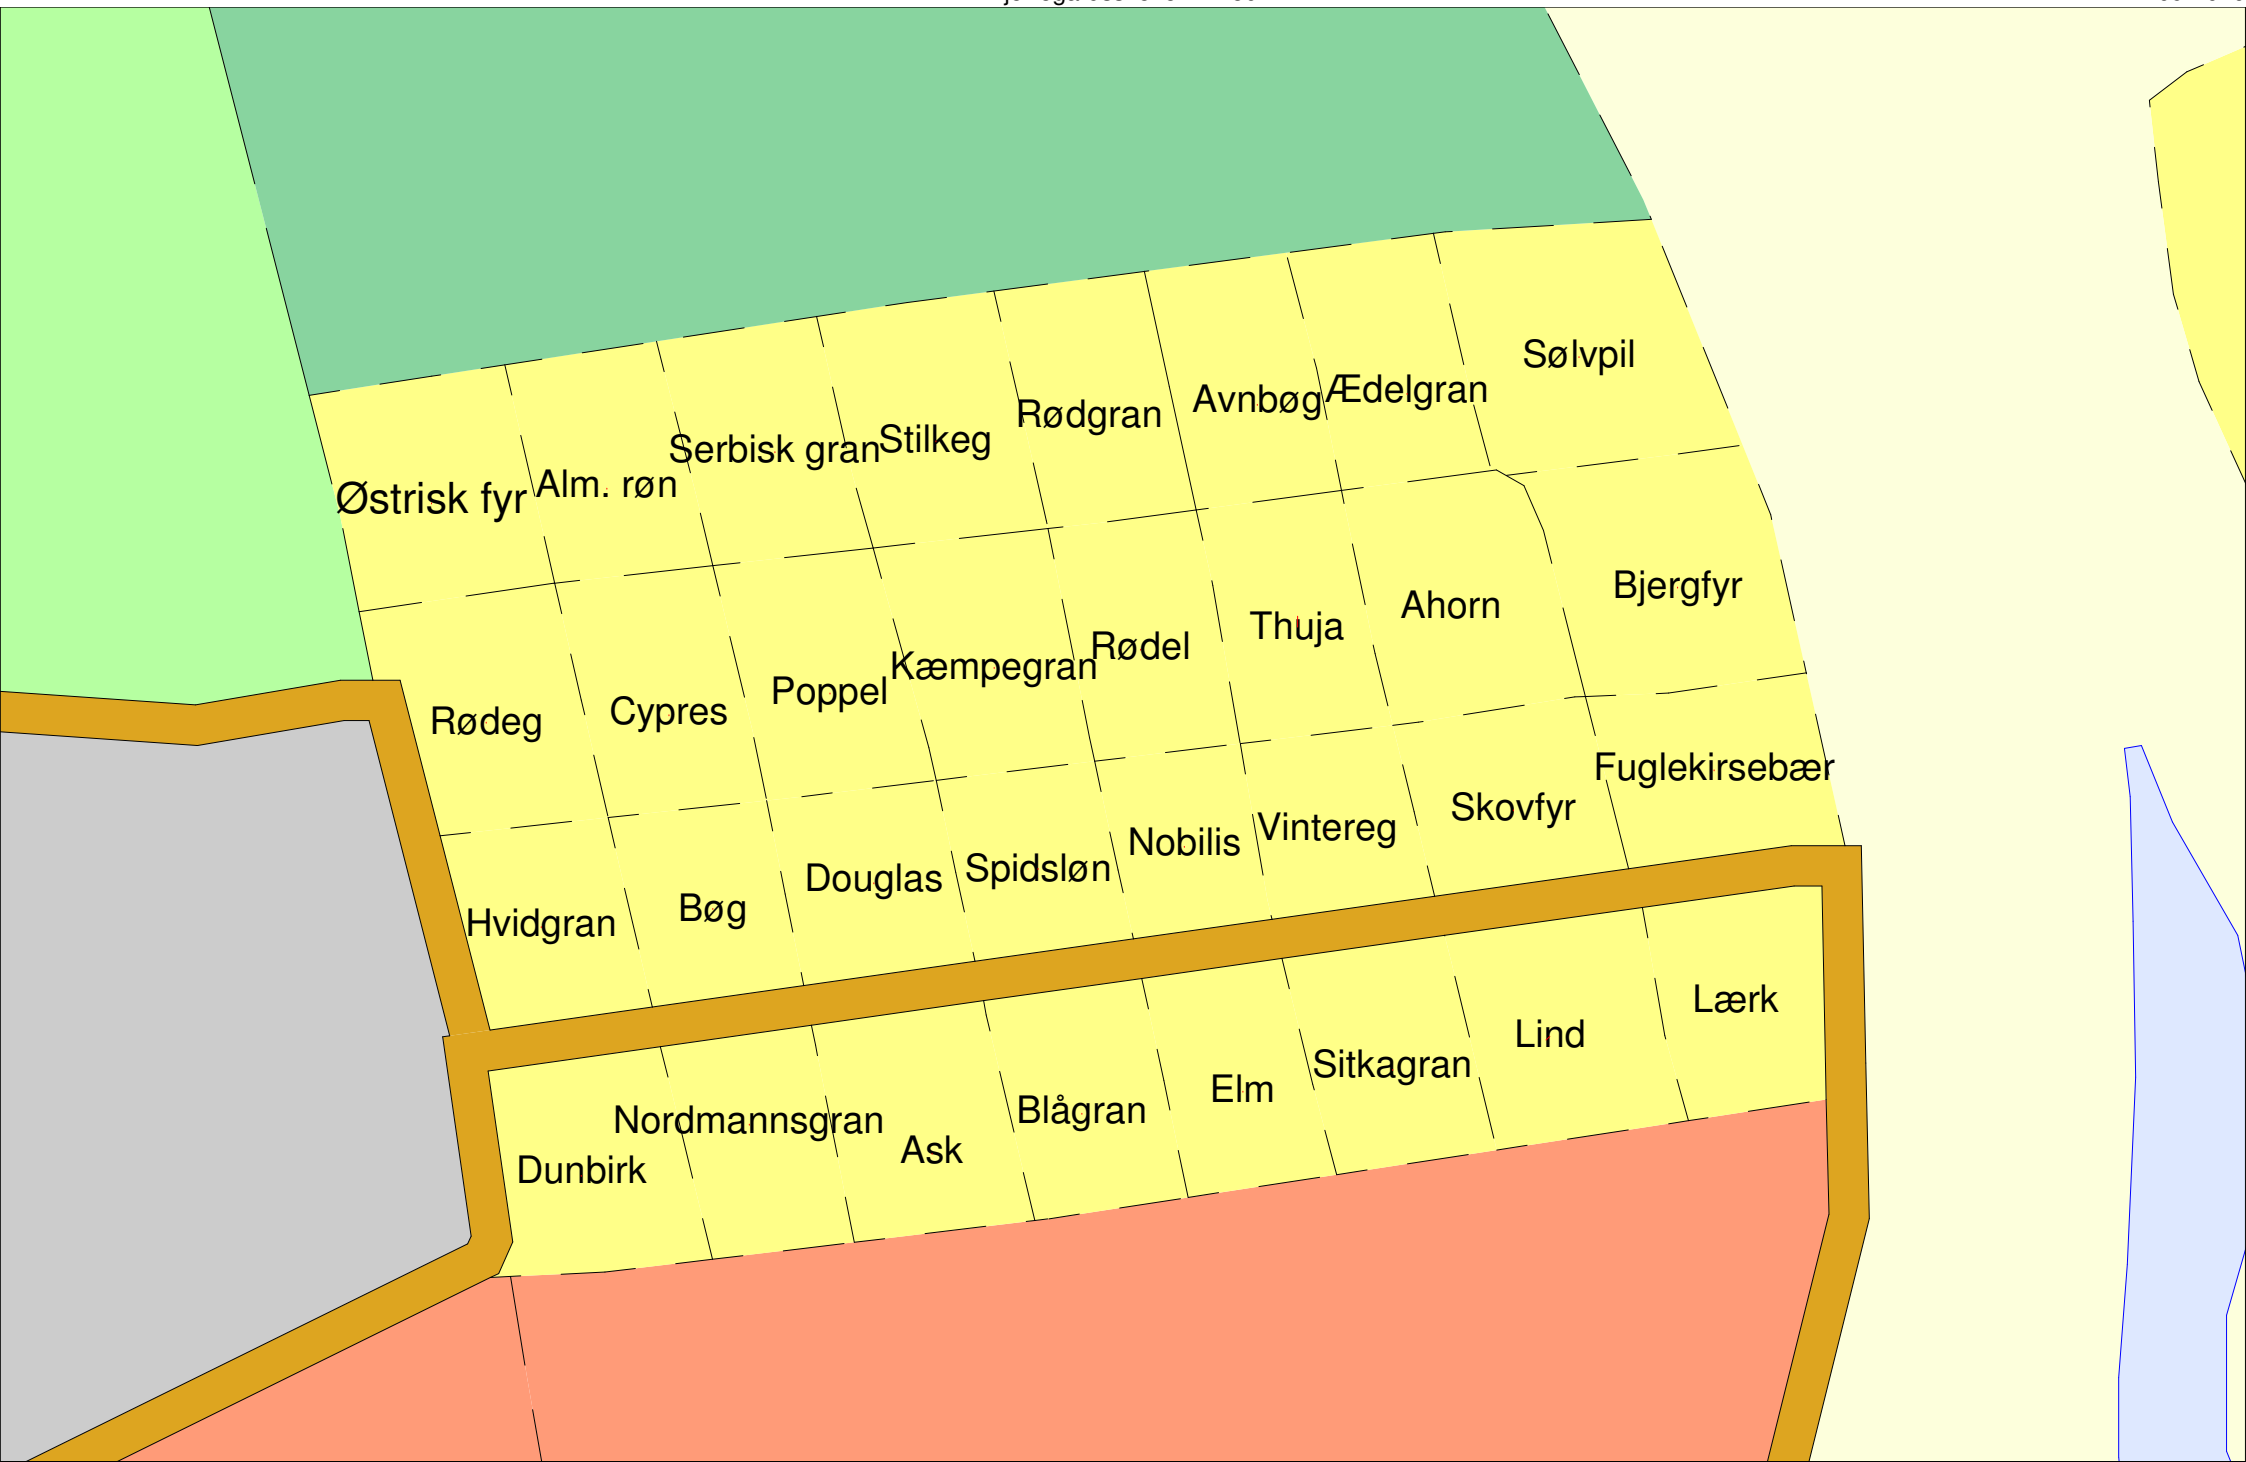 Østrisk fyr
Alm. røn
Serbisk gran
Stilkeg
Rødgran
Avnbøg
Ædelgran
Sølvpil
Rødeg
Cypres
Poppel
Kæmpegran
Rødel
Thuja
Ahorn
Bjergfyr
Hvidgran
Bøg
Douglas
Spidsløn
Nobilis
Vintereg
Skovfyr
Fuglekirsebær
Dunbirk
Nordmannsgran
Ask
Blågran
Elm
Sitkagran
Lind
Lærk